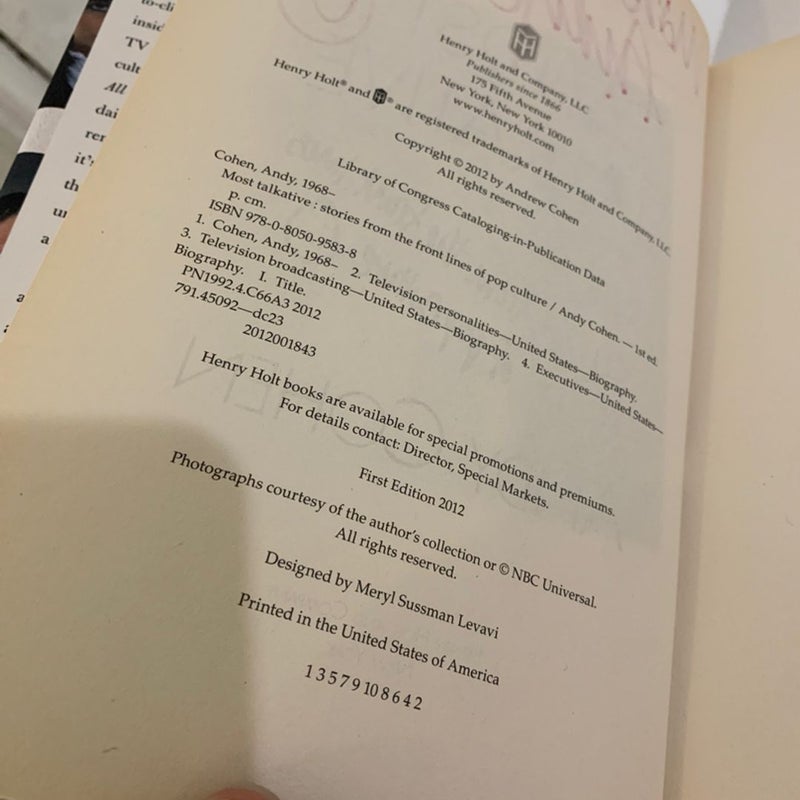 Henry Holt and Company, LLC
Publishers since 1866
175 Fifth Avenue
New York, New York 10010
www.henryholt.com
Henry Holt® and H® are registered trademarks of Henry Holt and Company, LLC.
Copyright © 2012 by Andrew Cohen
All rights reserved.
Library of Congress Cataloging-in-Publication Data
Cohen, Andy, 1968–
Most talkative : stories from the front lines of pop culture / Andy Cohen. — 1st ed.
p. cm.
ISBN 978-0-8050-9583-8
1. Cohen, Andy, 1968– 2. Television personalities—United States—Biography.
3. Television broadcasting—United States—Biography. 4. Executives—United States—
Biography. I. Title.
PN1992.4.C66A3 2012
791.45092—dc23
2012001843
Henry Holt books are available for special promotions and premiums.
For details contact: Director, Special Markets.
First Edition 2012
Photographs courtesy of the author's collection or © NBC Universal.
All rights reserved.
Designed by Meryl Sussman Levavi
Printed in the United States of America
1 3 5 7 9 10 8 6 4 2